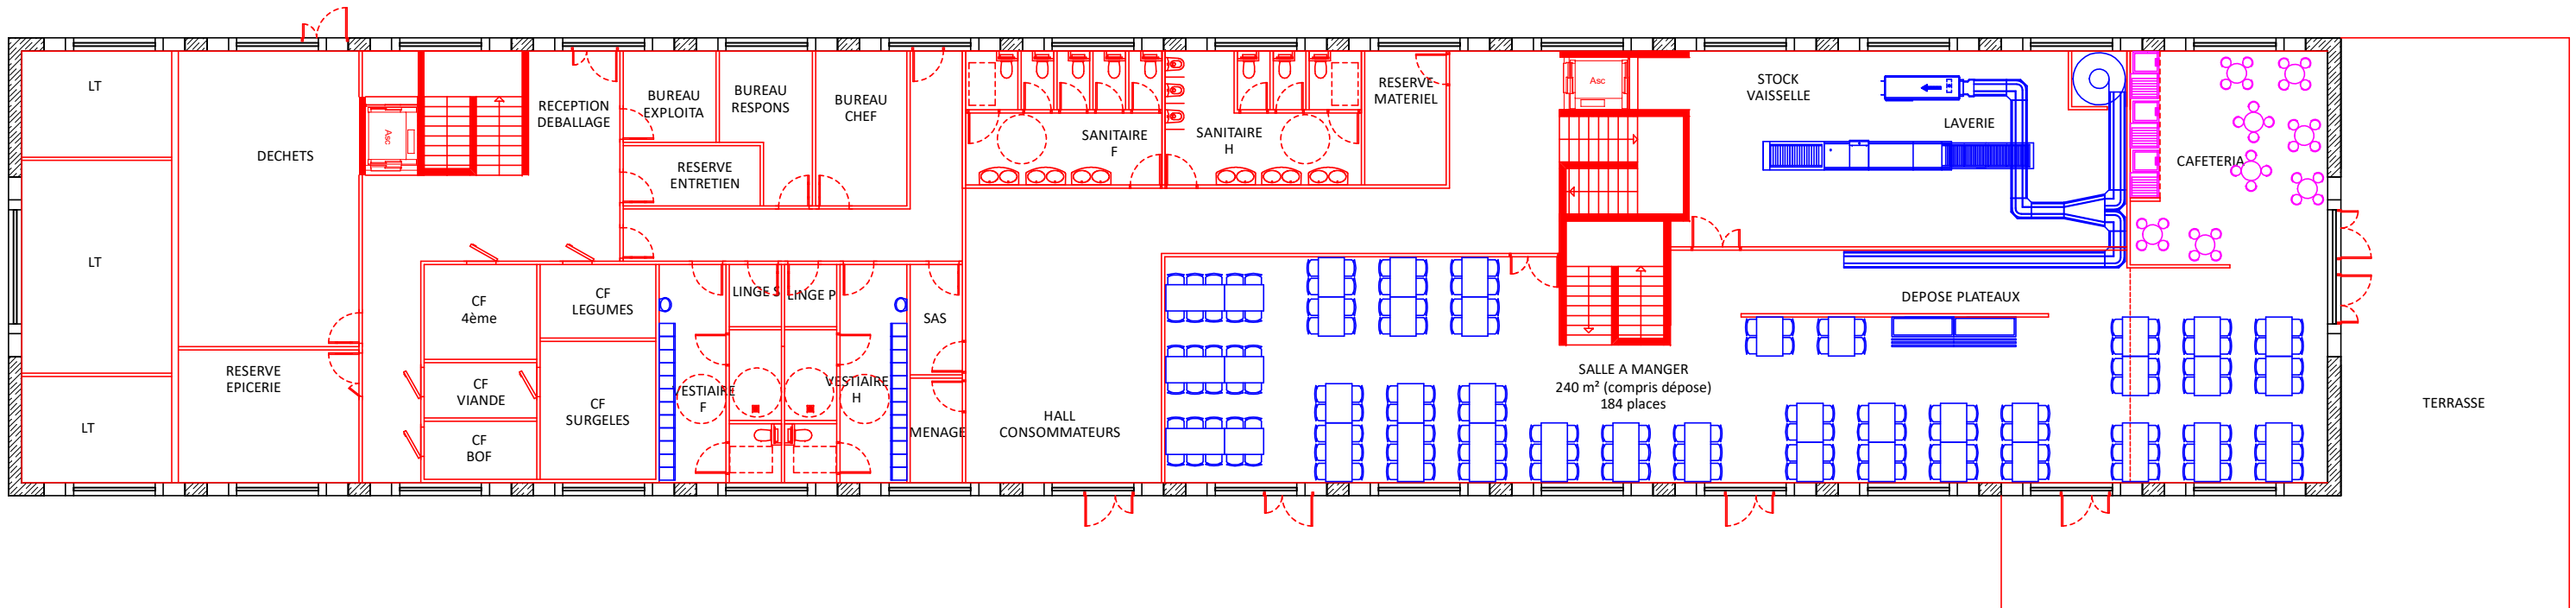 LT
DECHETS
Asc
RECEPTION
DEBALLAGE
BUREAU
EXPLOITA
BUREAU
RESPONS
BUREAU
CHEF
RESERVE
ENTRETIEN
SANITAIRE
F
SANITAIRE
H
RESERVE
MATERIEL
Asc
STOCK
VAISSELLE
LAVERIE
CAFETERIA
LT
CF
4ème
CF
LEGUMES
LINGE S
LINGE P
SAS
DEPOSE PLATEAUX
RESERVE
EPICERIE
CF
VIANDE
CF
SURGELES
VESTIAIRE
F
VESTIAIRE
H
SALLE A MANGER
240 m² (compris dépose)
184 places
TERRASSE
LT
CF
BOF
MENAGE
HALL
CONSOMMATEURS